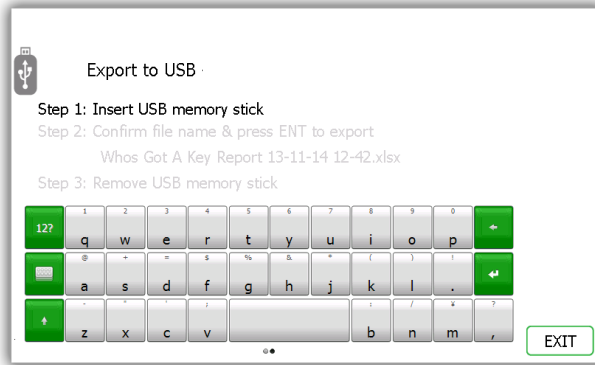 Export to USB
Step 1: Insert USB memory stick
Step 2: Confirm file name & press ENT to export
Whos Got A Key Report 13-11-14 12-42.xlsx
Step 3: Remove USB memory stick
1 2 3 4 5 6 7 8 9 0
12? q w e r t y u i o p
@ + = $ % & * ( ) !
a s d f g h j k l .
- " ' ; : / ¥ ?
z x c v b n m ,
EXIT